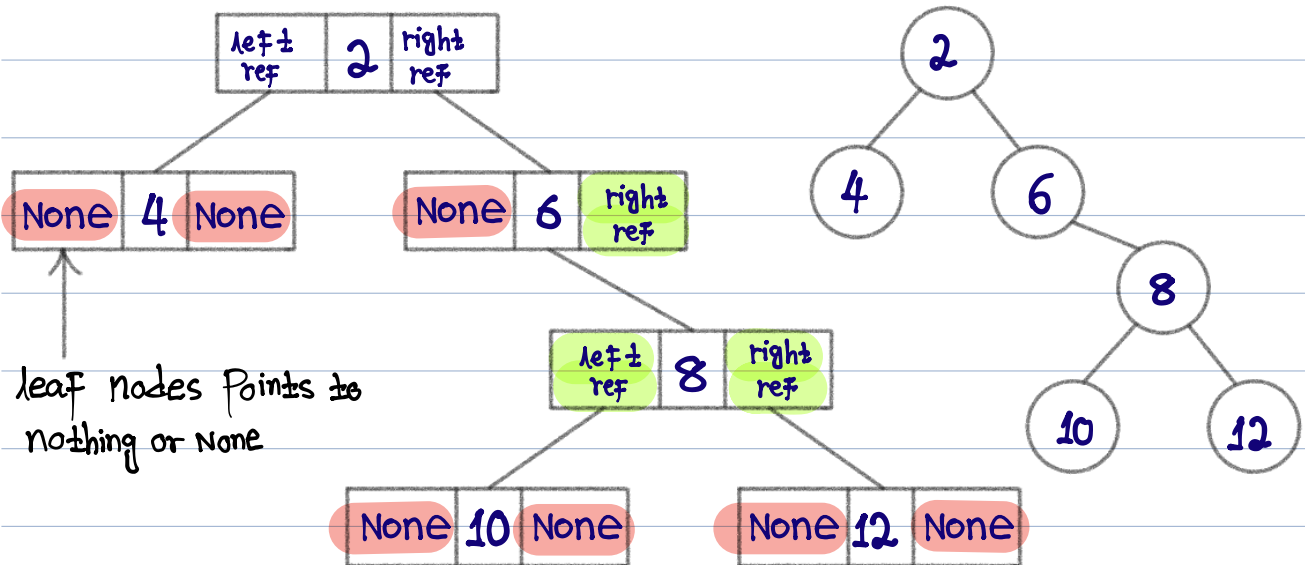 left 2 right
ref ref
None 4 None
None 6 right
ref
left 8 right
ref ref
leaf nodes Points to
nothing or None
None 10 None
None 12 None
2
4 6
8
10 12